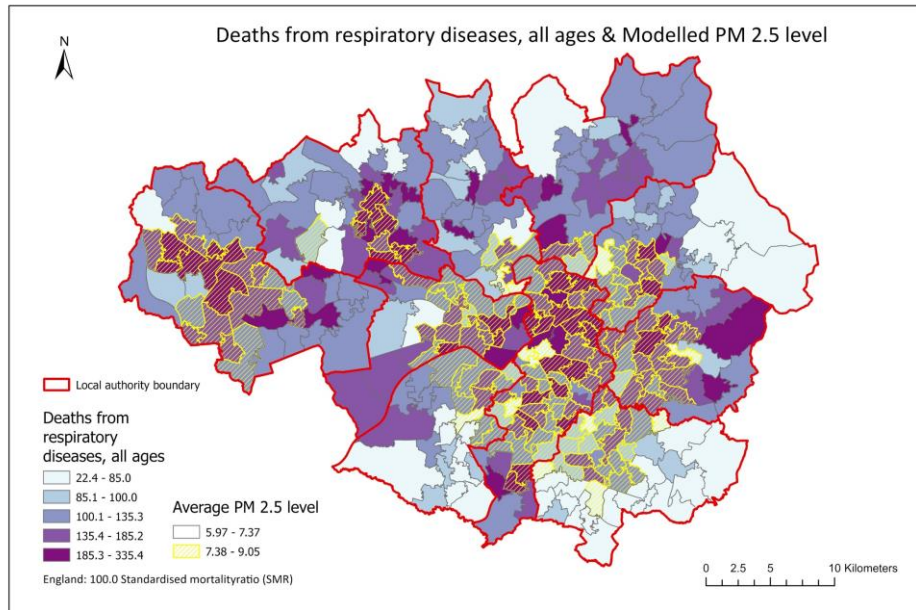 Deaths from respiratory diseases, all ages & Modelled PM 2.5 level
N
Local authority boundary
Deaths from
respiratory
diseases, all ages
22.4 - 85.0
85.1 - 100.0
100.1 - 135.3
135.4 - 185.2
185.3 - 335.4
Average PM 2.5 level
5.97 - 7.37
7.38 - 9.05
England: 100.0 Standardised mortalityratio (SMR)
0 2.5 5 10 Kilometers